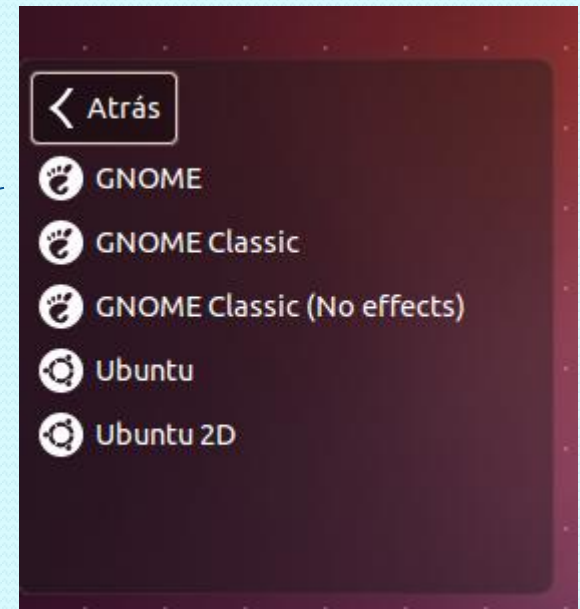 Atrás
GNOME
GNOME Classic
GNOME Classic (No effects)
Ubuntu
Ubuntu 2D